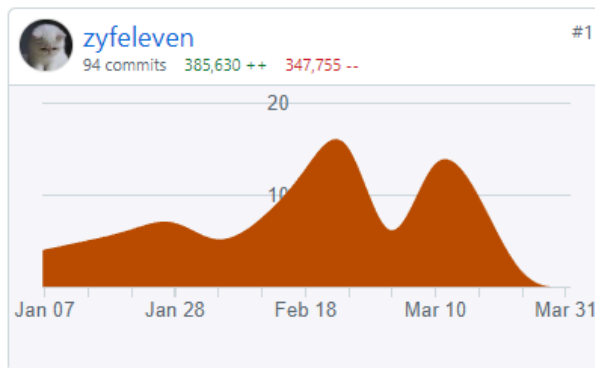 zyfeleven
#1
94 commits 385,630 ++ 347,755 --
20
10
Jan 07 Jan 28 Feb 18 Mar 10 Mar 31